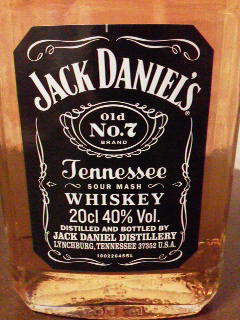 JACK DANIEL'S
Old
No.7
BRAND
Tennessee
SOUR MASH
WHISKEY
20cl 40% Vol.
DISTILLED AND BOTTLED BY
JACK DANIEL DISTILLERY
LYNCHBURG, TENNESSEE 37352 U.S.A.